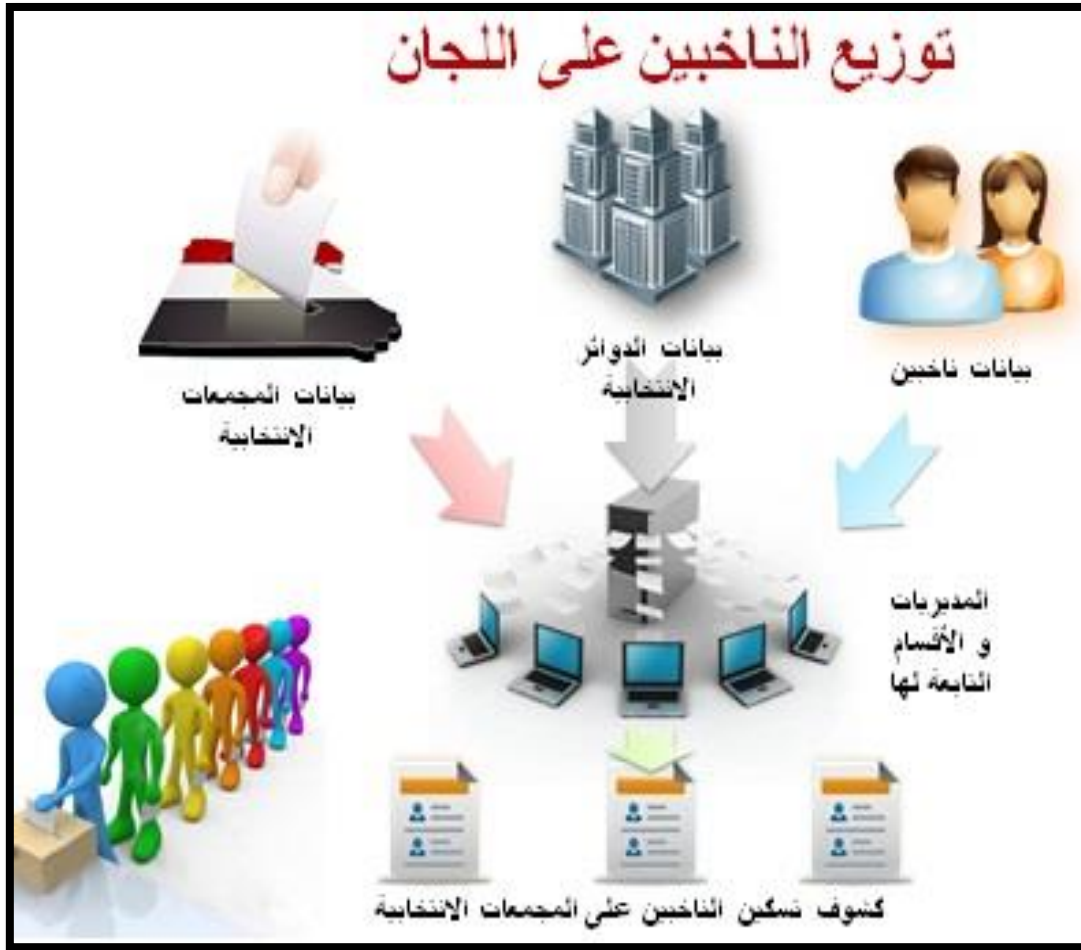 توزيع الناخبين على اللجان
بيانات ناخبين
بيانات الدوائر
الانتخابية
بيانات المجمعات
الانتخابية
المديريات
و الأقسام
التابعة لها
كشوف تسكين الناخبين على المجمعات الانتخابية